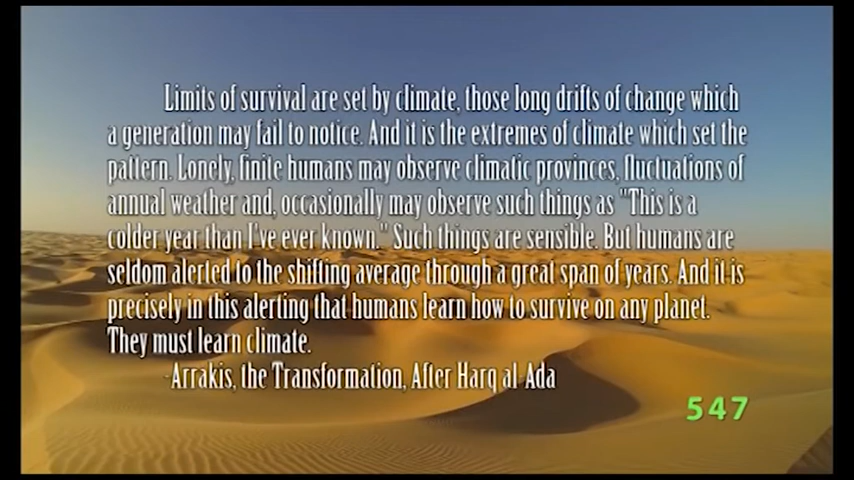 Limits of survival are set by climate, those long drifts of change which
a generation may fail to notice. And it is the extremes of climate which set the
pattern. Lonely, finite humans may observe climatic provinces, fluctuations of
annual weather and, occasionally may observe such things as "This is a
colder year than I've ever known." Such things are sensible. But humans are
seldom alerted to the shifting average through a great span of years. And it is
precisely in this alerting that humans learn how to survive on any planet.
They must learn climate.
-Arrakis, the Transformation, After Harq al-Ada
547